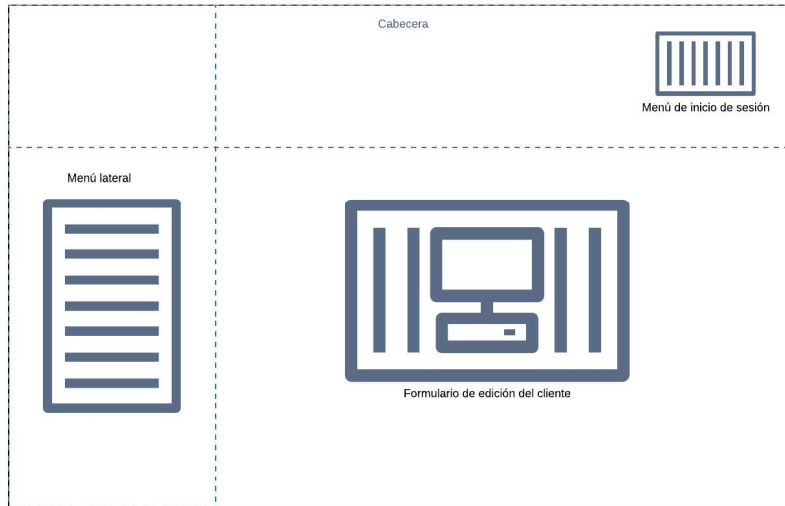 Cabecera
Menú de inicio de sesión
Menú lateral
Formulario de edición del cliente